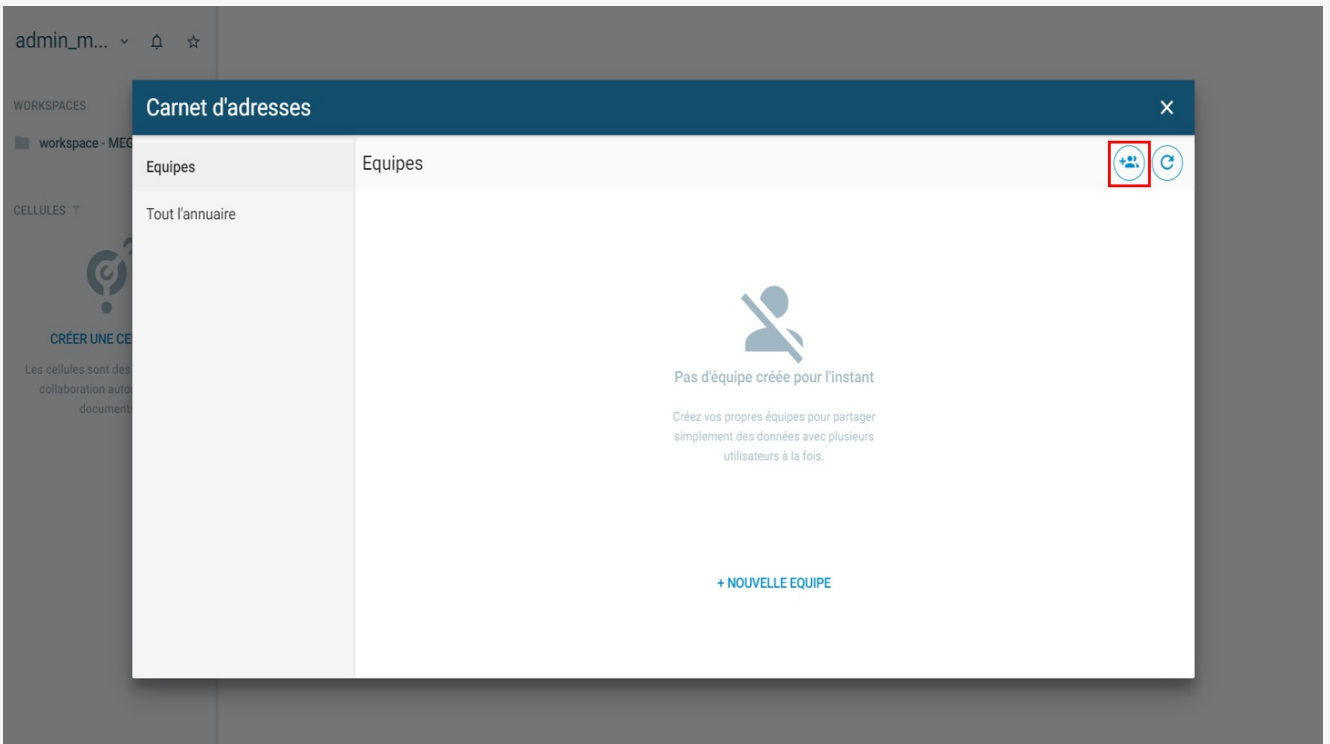 admin_m...
WORKSPACES
workspace - MEG
CELLULES
CRÉER UNE CE
Les cellules sont des
collaboration auto
document
Carnet d'adresses
Equipes
Tout l'annuaire
Equipes
Pas d'équipe créée pour l'instant
Créez vos propres équipes pour partager
simplement des données avec plusieurs
utilisateurs à la fois.
+ NOUVELLE EQUIPE